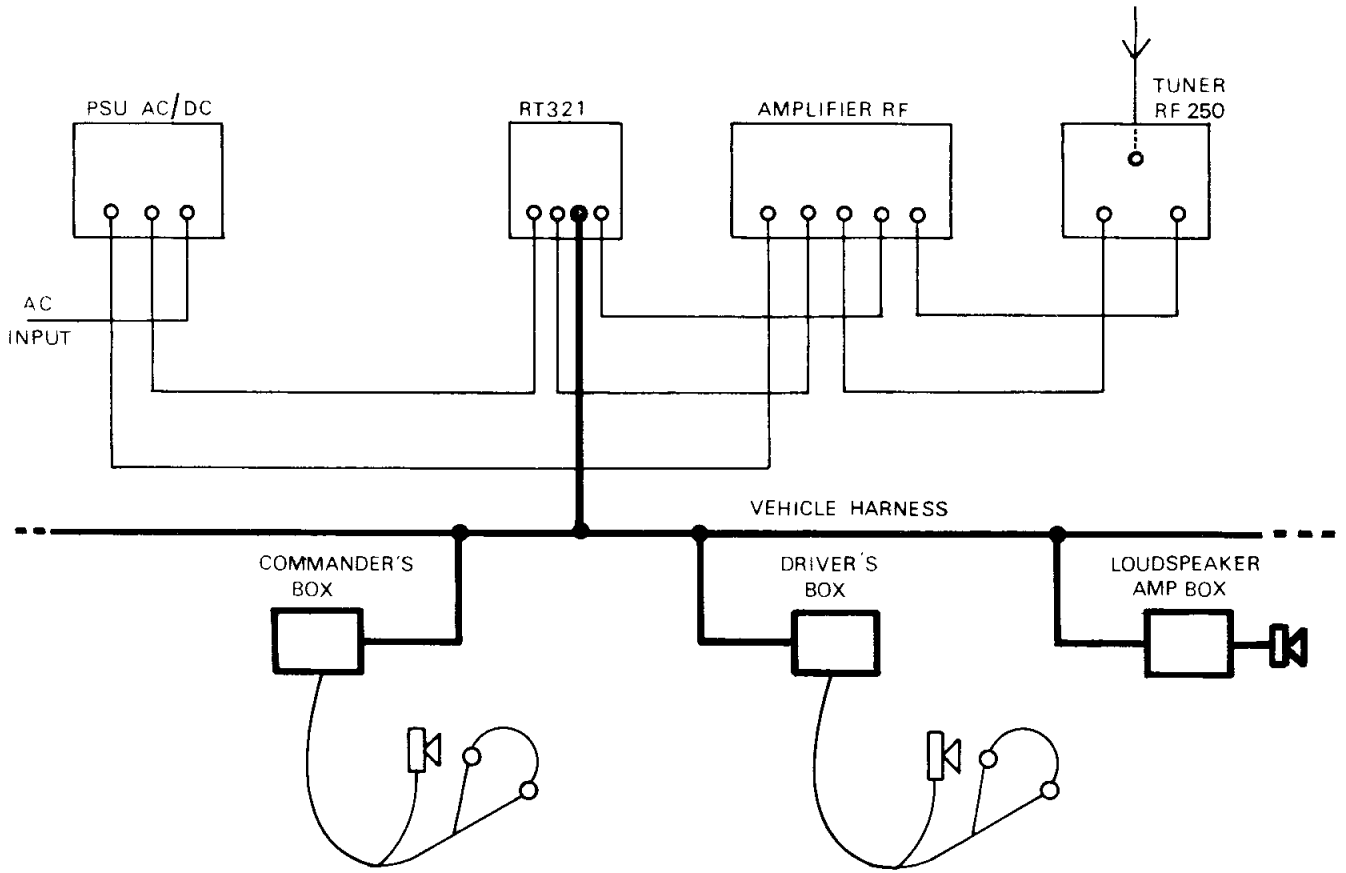 PSU AC/DC
RT321
AMPLIFIER RF
TUNER
RF 250
AC
INPUT
VEHICLE HARNESS
COMMANDER'S
BOX
DRIVER'S
BOX
LOUDSPEAKER
AMP BOX